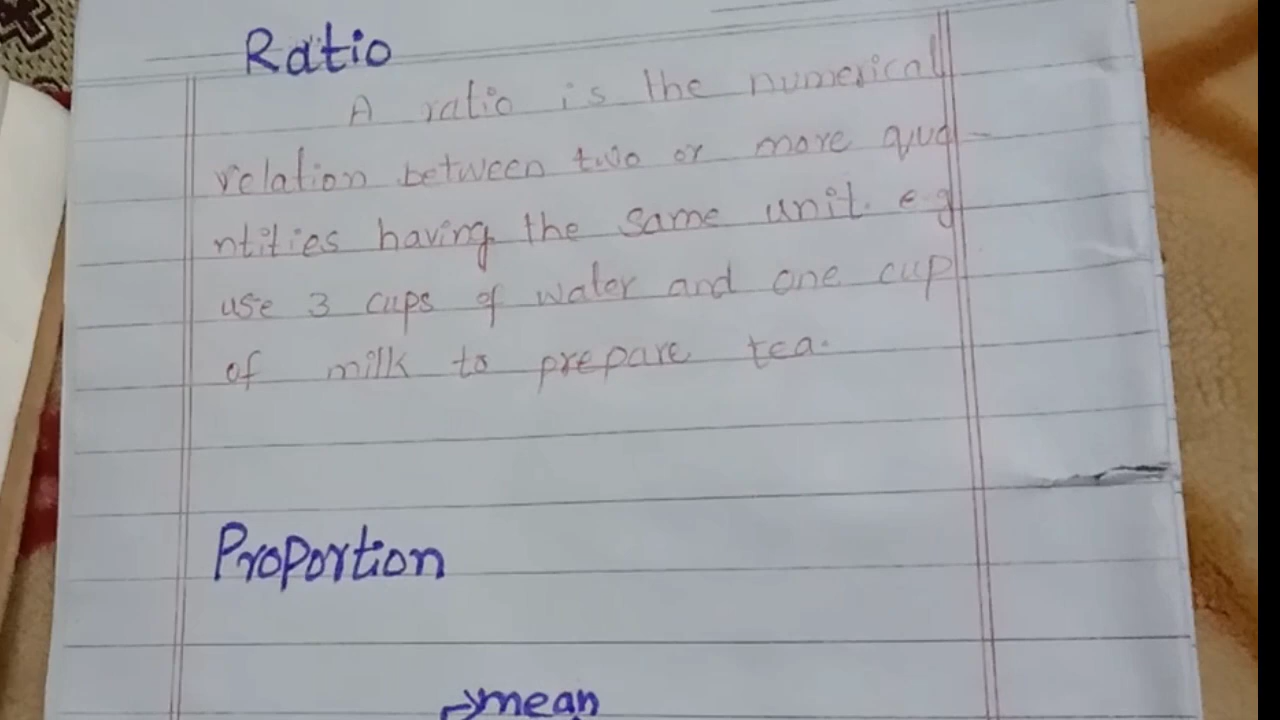 Ratio
A ratio is the numerical
relation between two or more qua-
ntities having the same unit. e.g
use 3 cups of water and one cup
of milk to prepare tea.
Proportion
→mean